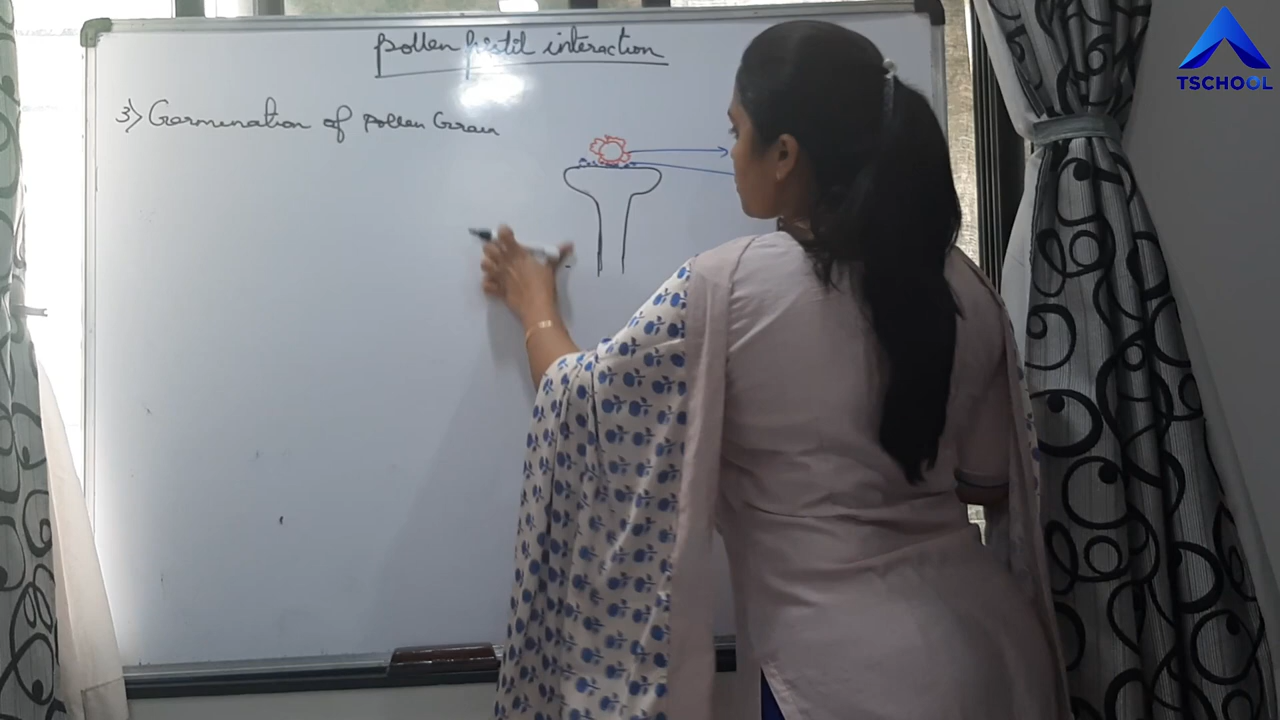 pollen pistil interaction
3) Germination of pollen Grain
TSCHOOL